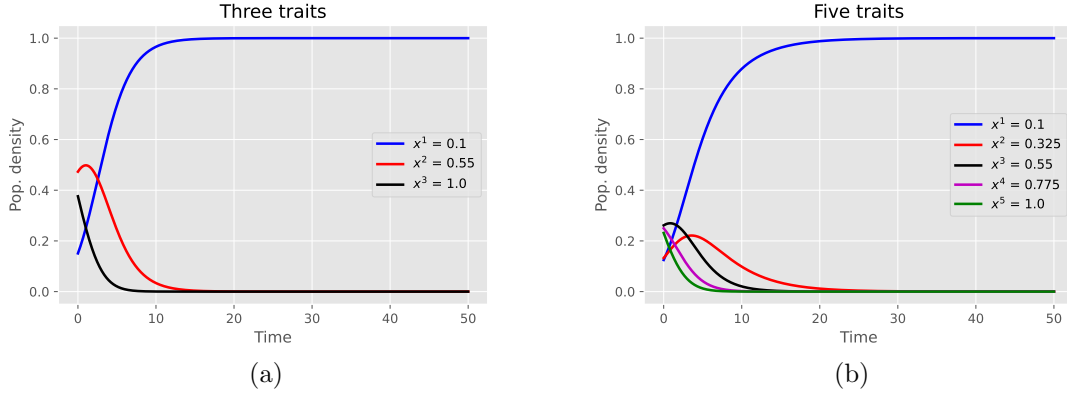 Three traits
Pop. density
1.0
0.8
0.6
0.4
0.2
0.0
x¹ = 0.1
x² = 0.55
x³ = 1.0
0 10 20 30 40 50
Time
(a)
Five traits
Pop. density
1.0
0.8
0.6
0.4
0.2
0.0
x¹ = 0.1
x² = 0.325
x³ = 0.55
x⁴ = 0.775
x⁵ = 1.0
0 10 20 30 40 50
Time
(b)